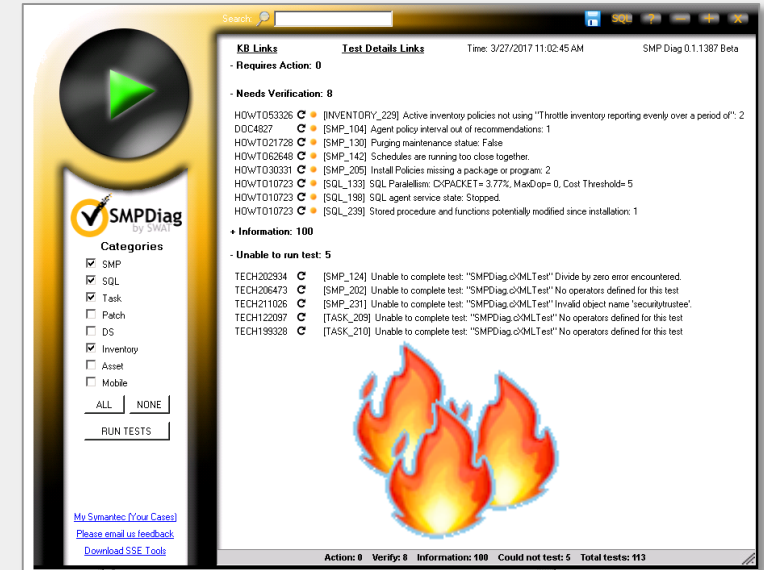 Search:
SQL ? — + X
KB Links Test Details Links Time: 3/27/2017 11:02:45 AM SMP Diag 0.1.1387 Beta
- Requires Action: 0
- Needs Verification: 8
HOWTO53326 [INVENTORY_229] Active inventory policies not using "Throttle inventory reporting evenly over a period of": 2
DOC4827 [SMP_104] Agent policy interval out of recommendations: 1
HOWTO21728 [SMP_130] Purging maintenance statue: False
HOWTO62648 [SMP_142] Schedules are running too close together.
HOWTO30331 [SMP_205] Install Policies missing a package or program: 2
HOWTO10723 [SQL_133] SQL Paralellism: CXPACKET= 3.77%, MaxDop= 0, Cost Threshold= 5
HOWTO10723 [SQL_198] SQL agent service state: Stopped.
HOWTO10723 [SQL_239] Stored procedure and functions potentially modified since installation: 1
+ Information: 100
- Unable to run test: 5
TECH202934 [SMP_124] Unable to complete test: "SMPDiag.cXMLTest" Divide by zero error encountered.
TECH206473 [SMP_202] Unable to complete test: "SMPDiag.cXMLTest" No operators defined for this test
TECH211026 [SMP_231] Unable to complete test: "SMPDiag.cXMLTest" Invalid object name 'securitytrustee'.
TECH122097 [TASK_209] Unable to complete test: "SMPDiag.cXMLTest" No operators defined for this test
TECH199328 [TASK_210] Unable to complete test: "SMPDiag.cXMLTest" No operators defined for this test
SMPDiag
by SWAT
Categories
SMP
SQL
Task
Patch
DS
Inventory
Asset
Mobile
ALL NONE
RUN TESTS
My Symantec [Your Cases]
Please email us feedback
Download SSE Tools
Action: 0 Verify: 8 Information: 100 Could not test: 5 Total tests: 113